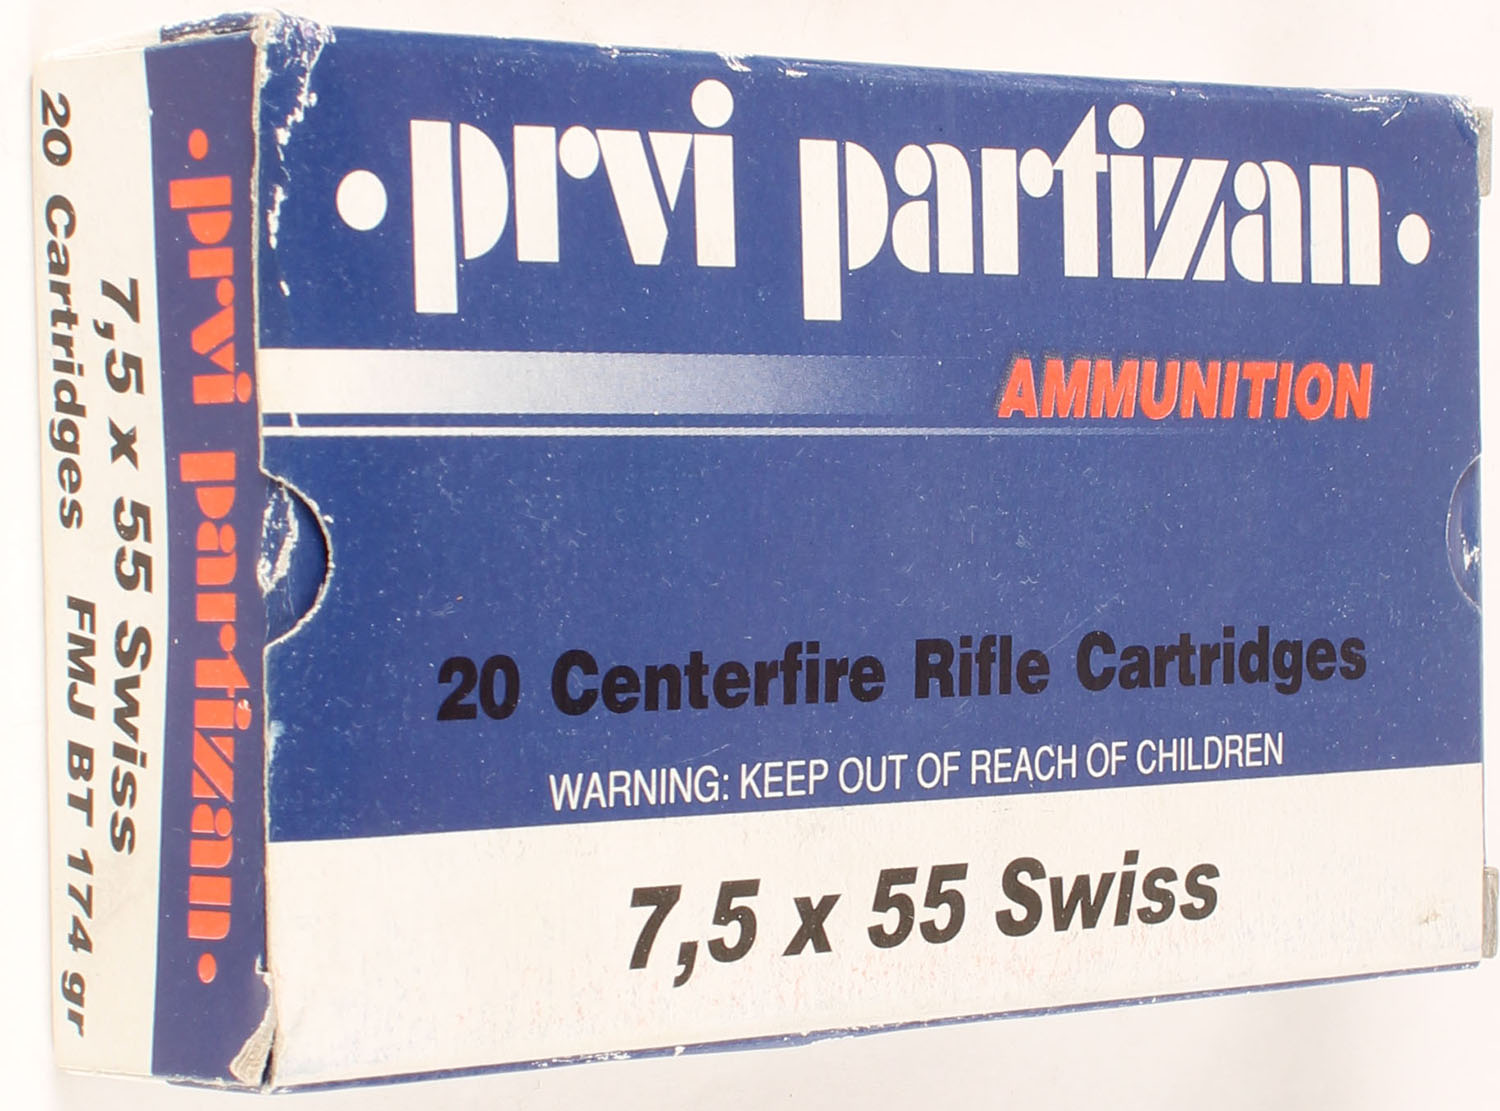 • prvi partizan •
AMMUNITION
20 Centerfire Rifle Cartridges
WARNING: KEEP OUT OF REACH OF CHILDREN
7,5 x 55 Swiss
• prvi partizan •
7,5 x 55 Swiss
20 Cartridges FMJ BT 174 gr